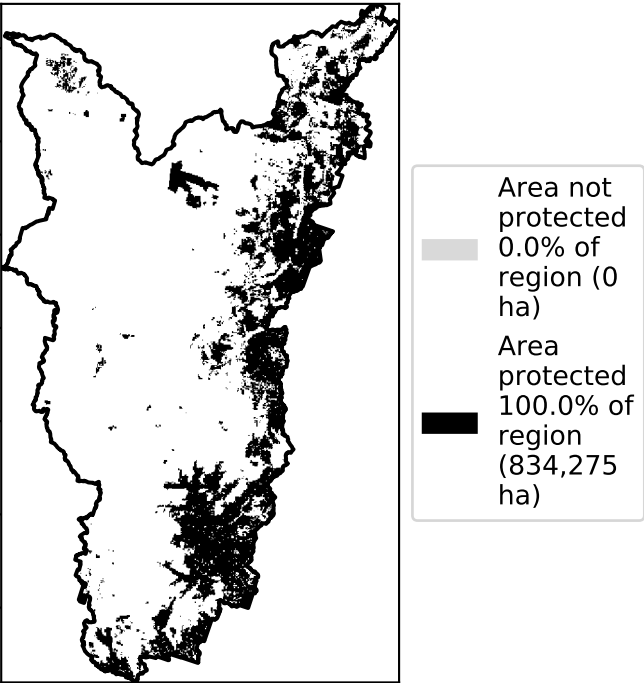 Area not
protected
0.0% of
region (0
ha)
Area
protected
100.0% of
region
(834,275
ha)